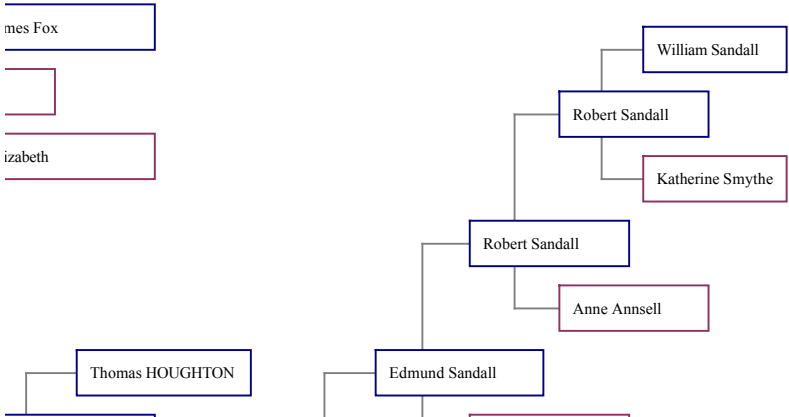 mes Fox
William Sandall
Robert Sandall
izabeth
Katherine Smythe
Robert Sandall
Anne Annsell
Thomas HOUGHTON
Edmund Sandall